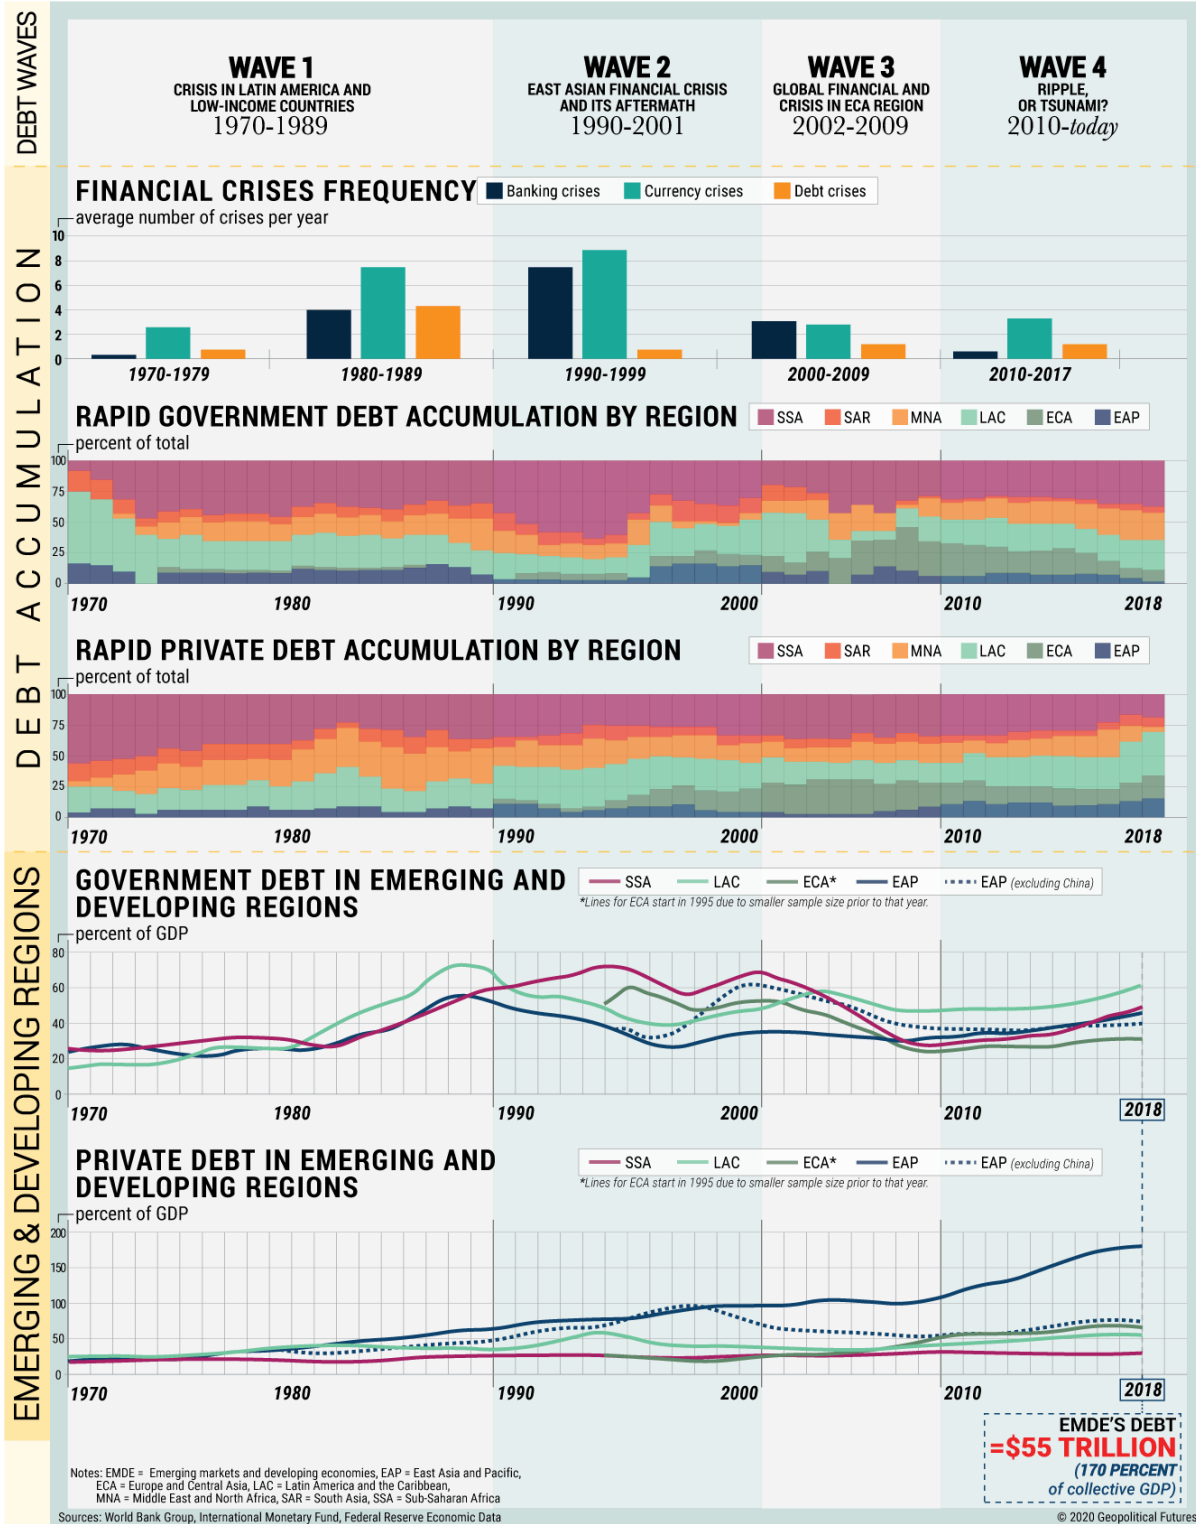 DEBT WAVES
WAVE 1
CRISIS IN LATIN AMERICA AND
LOW-INCOME COUNTRIES
1970-1989
WAVE 2
EAST ASIAN FINANCIAL CRISIS
AND ITS AFTERMATH
1990-2001
WAVE 3
GLOBAL FINANCIAL AND
CRISIS IN ECA REGION
2002-2009
WAVE 4
RIPPLE,
OR TSUNAMI?
2010-today
DEBT ACCUMULATION
FINANCIAL CRISES FREQUENCY
Banking crises Currency crises Debt crises
average number of crises per year
10
8
6
4
2
0
1970-1979 1980-1989 1990-1999 2000-2009 2010-2017
RAPID GOVERNMENT DEBT ACCUMULATION BY REGION
SSA SAR MNA LAC ECA EAP
percent of total
100
75
50
25
0
1970 1980 1990 2000 2010 2018
RAPID PRIVATE DEBT ACCUMULATION BY REGION
SSA SAR MNA LAC ECA EAP
percent of total
100
75
50
25
0
1970 1980 1990 2000 2010 2018
EMERGING & DEVELOPING REGIONS
GOVERNMENT DEBT IN EMERGING AND
DEVELOPING REGIONS
SSA LAC ECA* EAP EAP (excluding China)
*Lines for ECA start in 1995 due to smaller sample size prior to that year.
percent of GDP
80
60
40
20
0
1970 1980 1990 2000 2010 2018
PRIVATE DEBT IN EMERGING AND
DEVELOPING REGIONS
SSA LAC ECA* EAP EAP (excluding China)
*Lines for ECA start in 1995 due to smaller sample size prior to that year.
percent of GDP
200
150
100
50
0
1970 1980 1990 2000 2010 2018
EMDE'S DEBT
=$55 TRILLION
(170 PERCENT
of collective GDP)
Notes: EMDE = Emerging markets and developing economies, EAP = East Asia and Pacific,
ECA = Europe and Central Asia, LAC = Latin America and the Caribbean,
MNA = Middle East and North Africa, SAR = South Asia, SSA = Sub-Saharan Africa
Sources: World Bank Group, International Monetary Fund, Federal Reserve Economic Data
© 2020 Geopolitical Futures